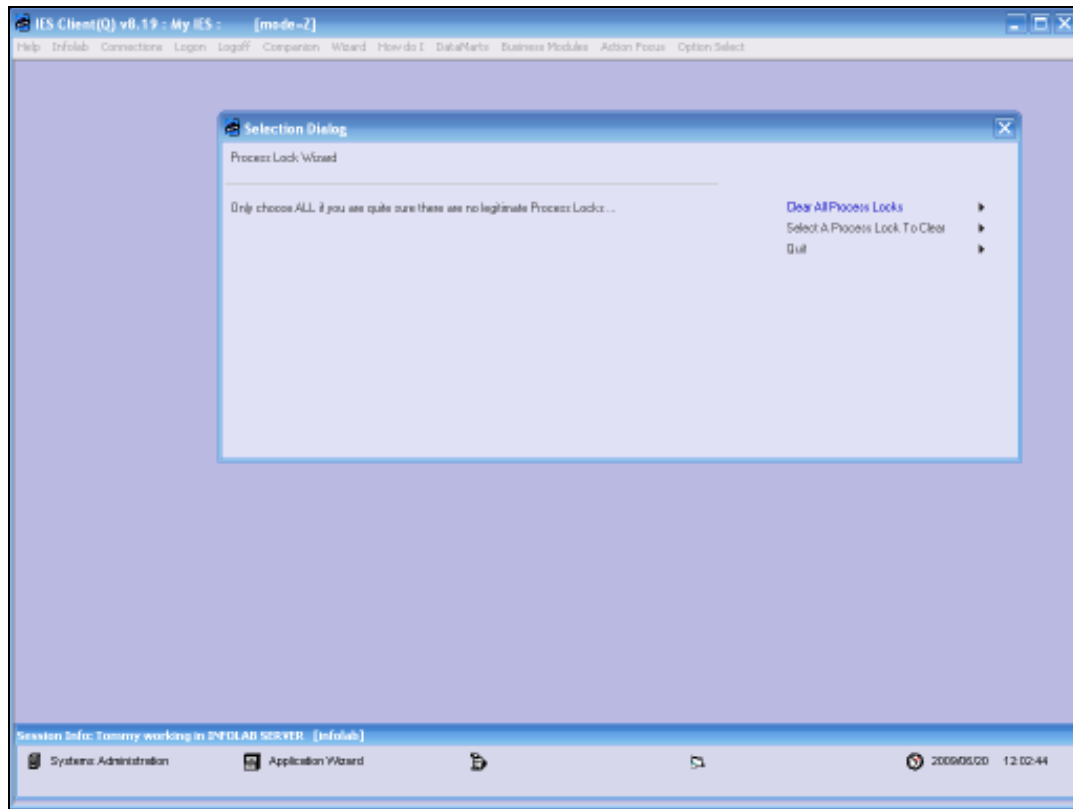 IES Client(Q) v8.19 : My IES : [mode=2]
Help Infolab Connections Logon Logoff Companion Wizard How do I DataMarts Business Modules Action Focus Option Select
Selection Dialog
Process Lock Wizard
Only choose ALL if you are quite sure there are no legitimate Process Locks ...
Clear All Process Locks
Select A Process Lock To Clear
Quit
Session Info: Tommy working in INFOLAB SERVER [infolab]
Systems Administration Application Wizard 2009/06/20 12:02:44